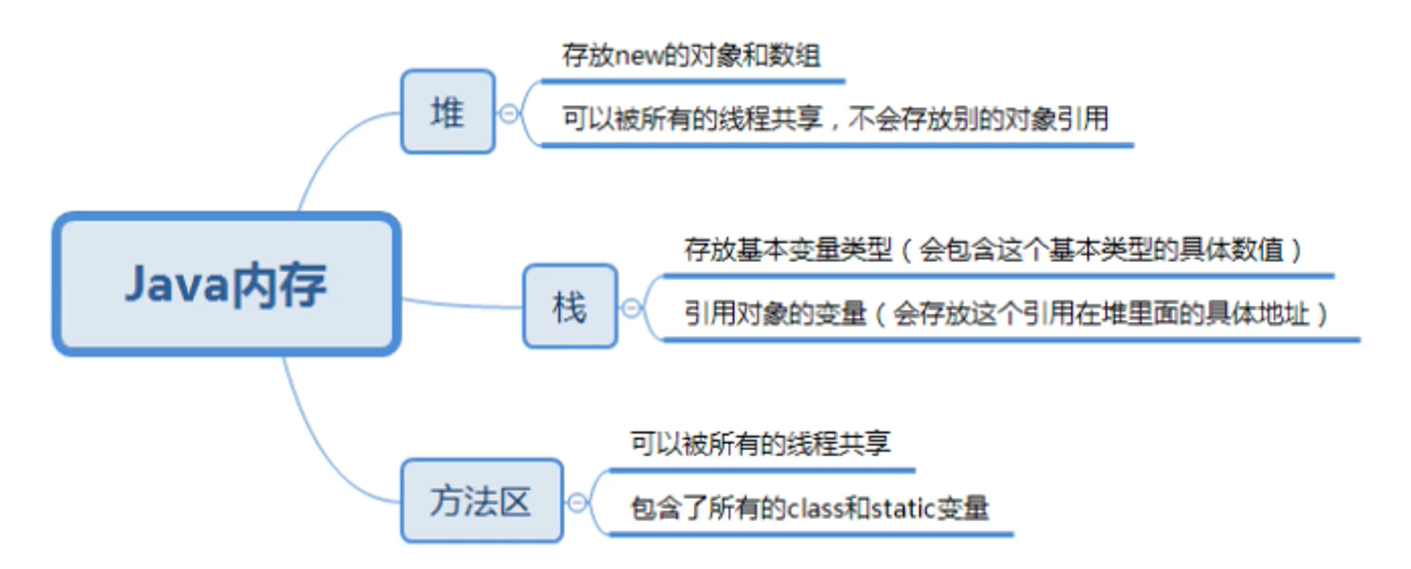 存放new的对象和数组
堆
可以被所有的线程共享，不会存放别的对象引用
存放基本变量类型（会包含这个基本类型的具体数值）
Java内存
栈
引用对象的变量（会存放这个引用在堆里面的具体地址）
可以被所有的线程共享
方法区
包含了所有的class和static变量